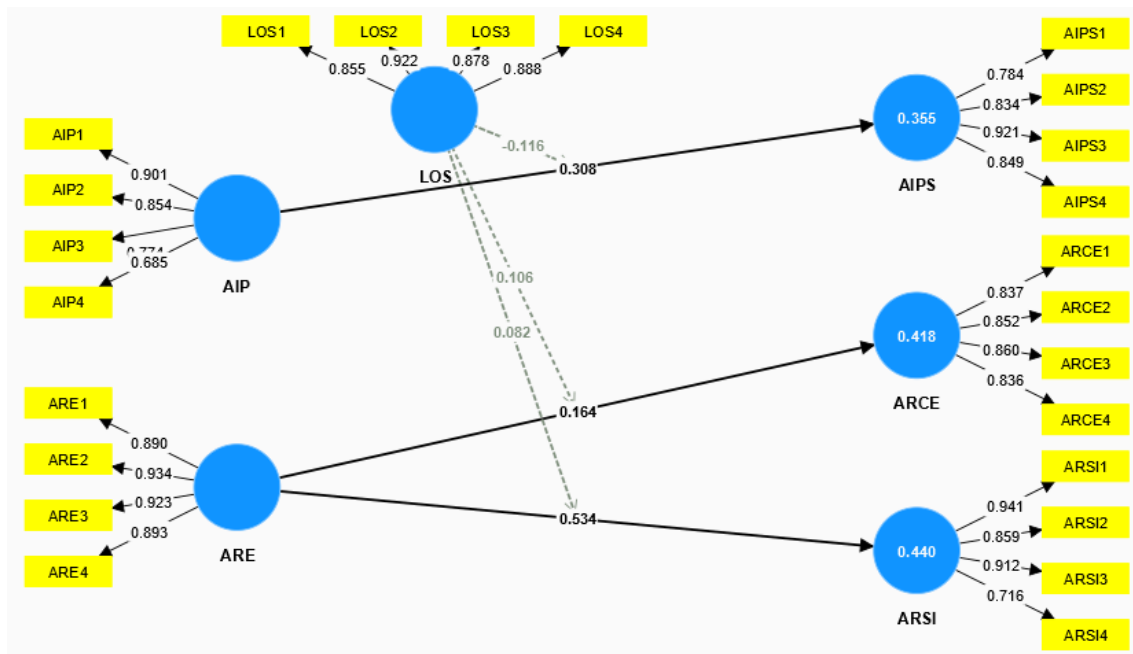 LOS1
LOS2
LOS3
LOS4
0.855
0.922
0.878
0.888
LOS
AIP1
AIP2
AIP3
AIP4
0.901
0.854
0.774
0.685
AIP
-0.116
0.308
0.355
AIPS
0.784
0.834
0.921
0.849
AIPS1
AIPS2
AIPS3
AIPS4
0.106
0.082
0.164
0.418
ARCE
0.837
0.852
0.860
0.836
ARCE1
ARCE2
ARCE3
ARCE4
ARE1
ARE2
ARE3
ARE4
0.890
0.934
0.923
0.893
ARE
0.534
0.440
ARSI
0.941
0.859
0.912
0.716
ARSI1
ARSI2
ARSI3
ARSI4